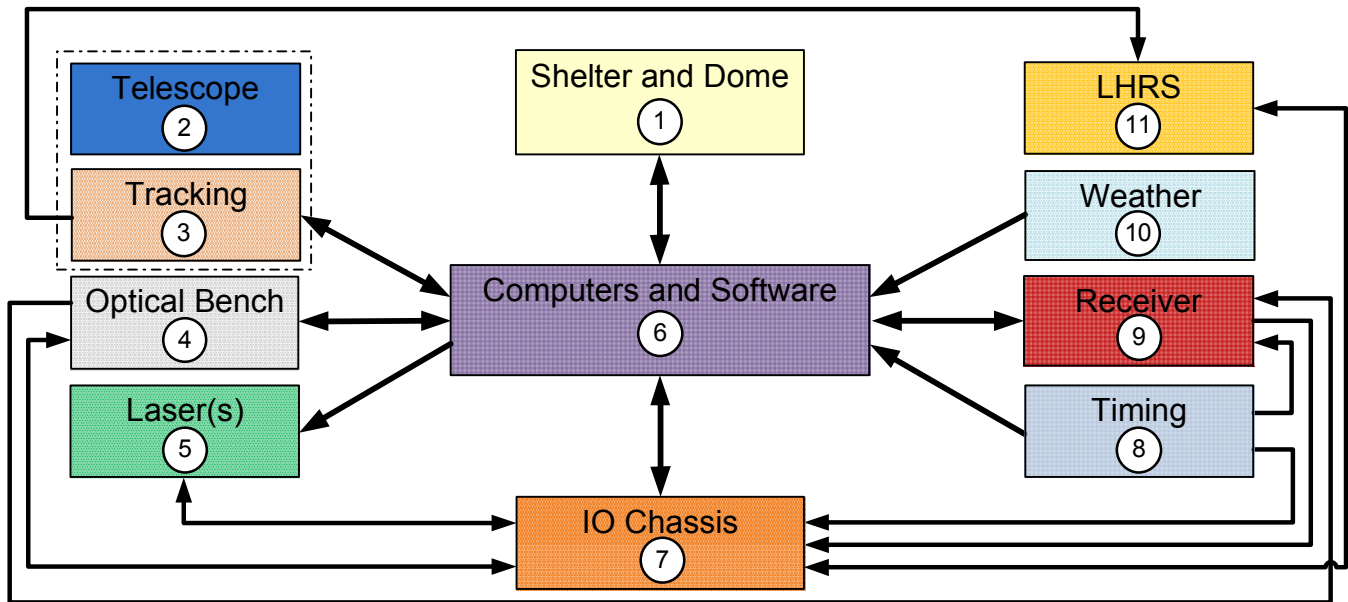 Telescope
2
Shelter and Dome
1
LHRS
11
Tracking
3
Weather
10
Optical Bench
4
Computers and Software
6
Receiver
9
Laser(s)
5
Timing
8
IO Chassis
7